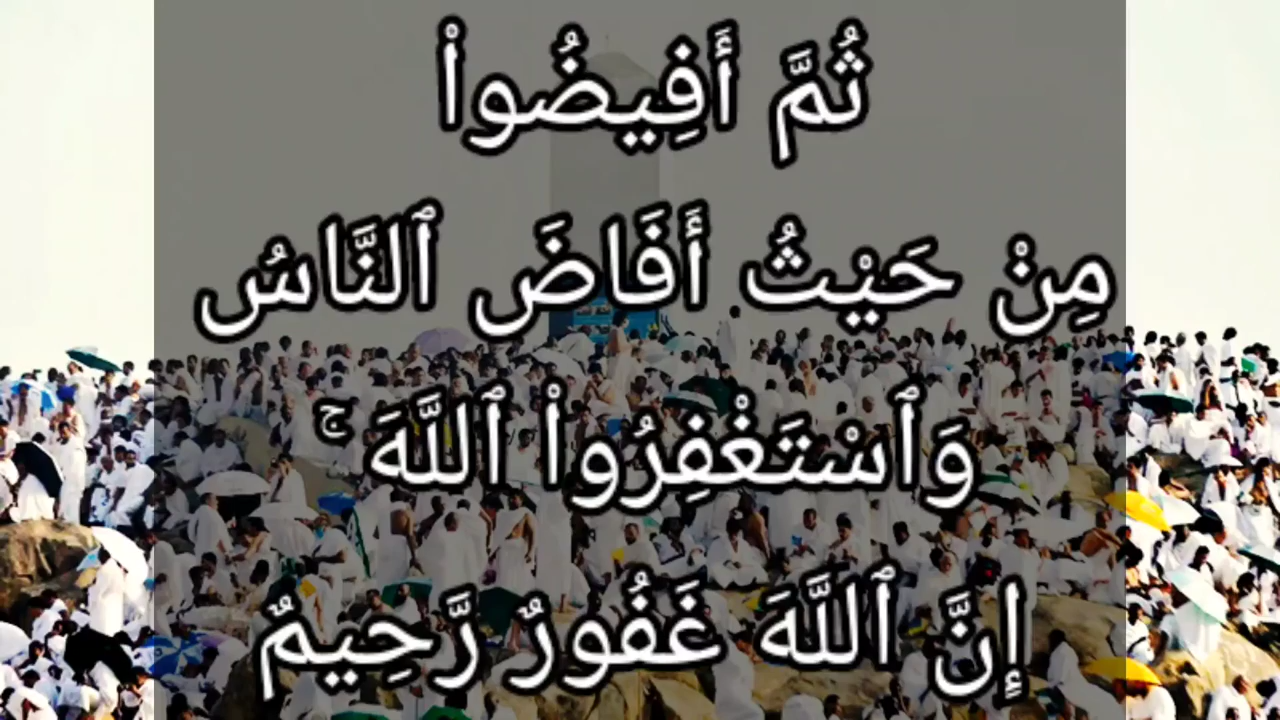 ثُمَّ أَفِيضُوا۟
مِنْ حَيْثُ أَفَاضَ ٱلنَّاسُ
وَٱسْتَغْفِرُوا۟ ٱللَّهَ ۚ
إِنَّ ٱللَّهَ غَفُورٌ رَّحِيمٌ